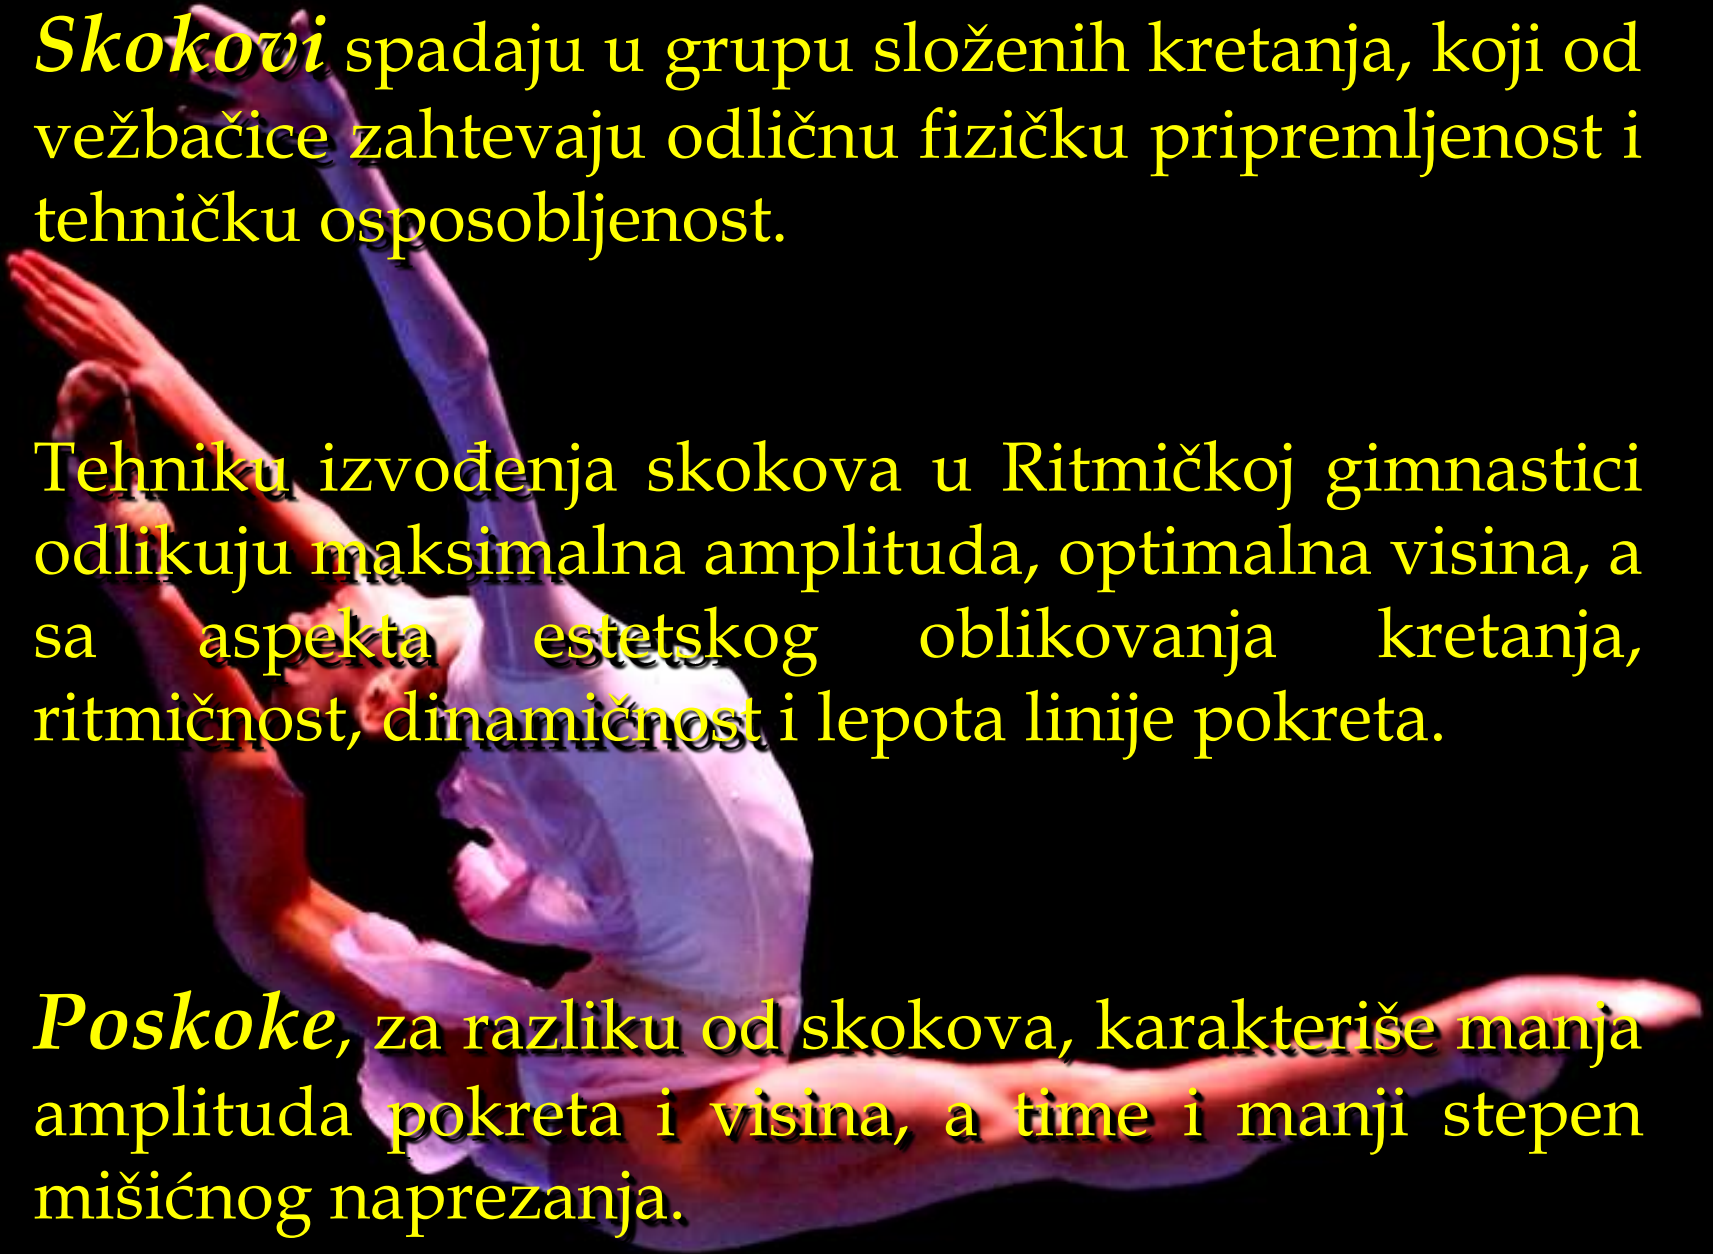 Skokovi spadaju u grupu složenih kretanja, koji od
vežbačice zahtevaju odličnu fizičku pripremljenost i
tehničku osposobljenost.
Tehniku izvođenja skokova u Ritmičkoj gimnastici
odlikuju maksimalna amplituda, optimalna visina, a
sa aspekta estetskog oblikovanja kretanja,
ritmičnost, dinamičnost i lepota linije pokreta.
Poskoke, za razliku od skokova, karakteriše manja
amplituda pokreta i visina, a time i manji stepen
mišićnog naprezanja.